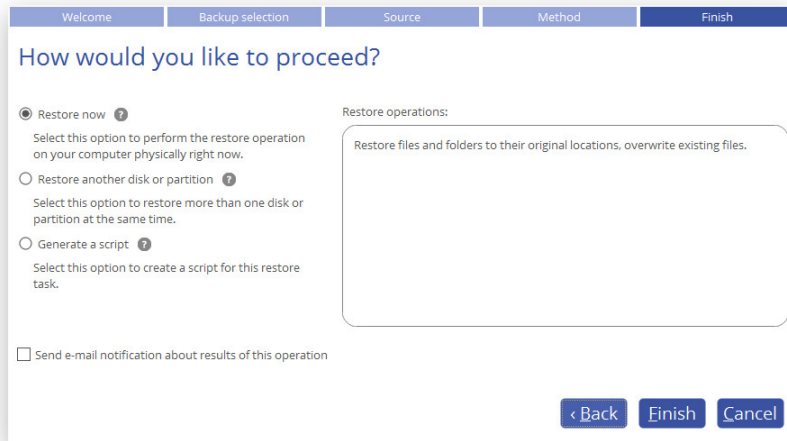 Welcome
Backup selection
Source
Method
Finish
How would you like to proceed?
Restore now ?
Select this option to perform the restore operation
on your computer physically right now.
Restore another disk or partition ?
Select this option to restore more than one disk or
partition at the same time.
Generate a script ?
Select this option to create a script for this restore
task.
Restore operations:
Restore files and folders to their original locations, overwrite existing files.
Send e-mail notification about results of this operation
‹ Back
Finish
Cancel